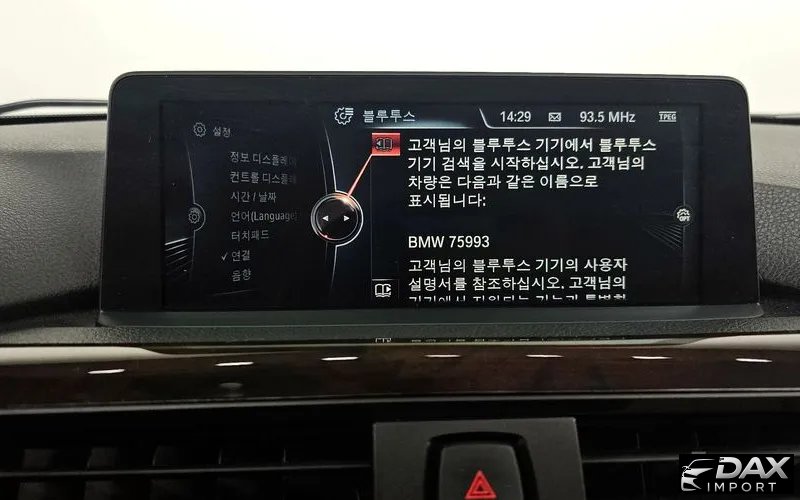 설정
블루투스
14:29
93.5 MHz
TPEG
정보 디스플레이
컨트롤 디스플레
시간 / 날짜
언어(Language)
터치패드
연결
음향
고객님의 블루투스 기기에서 블루투스
기기 검색을 시작하십시오. 고객님의
차량은 다음과 같은 이름으로
표시됩니다:
BMW 75993
고객님의 블루투스 기기의 사용자
설명서를 참조하십시오. 고객님의
OFF
DAX
IMPORT